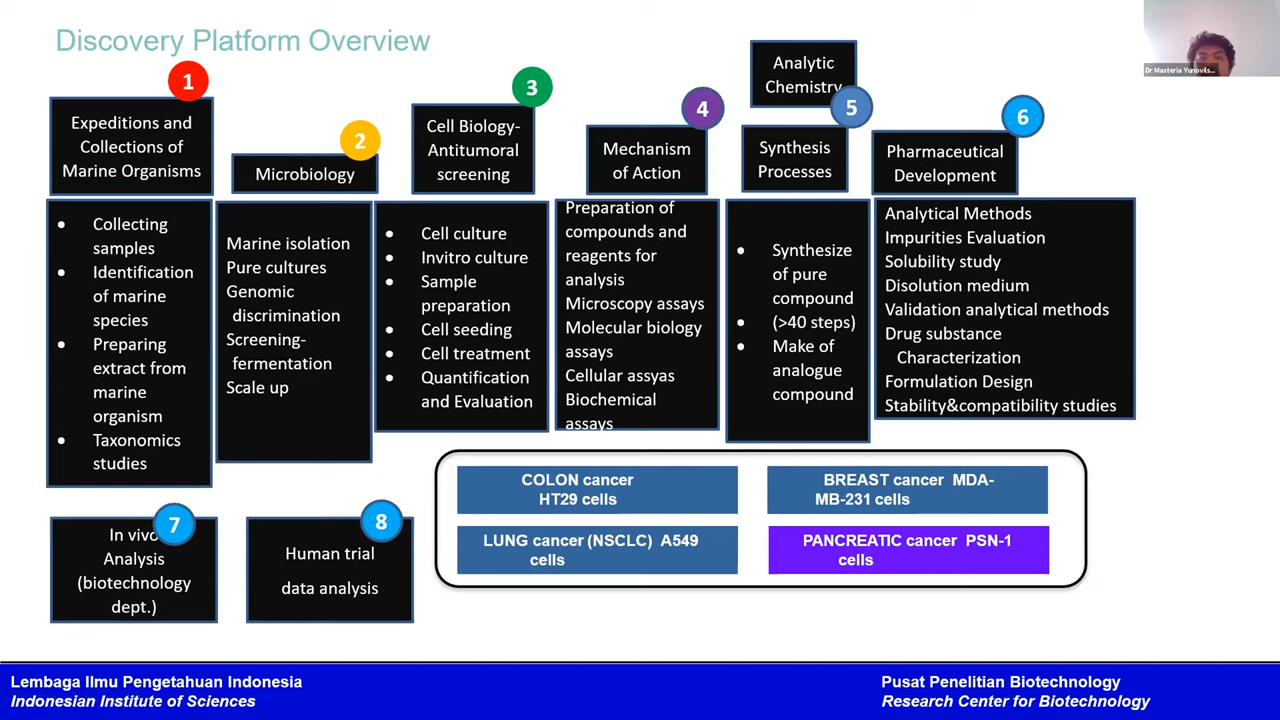 Discovery Platform Overview
Dr Masteria Yunovils...
1
Expeditions and
Collections of
Marine Organisms
• Collecting
samples
• Identification
of marine
species
• Preparing
extract from
marine
organism
• Taxonomics
studies
2
Microbiology
Marine isolation
Pure cultures
Genomic
discrimination
Screening-
fermentation
Scale up
3
Cell Biology-
Antitumoral
screening
• Cell culture
• Invitro culture
• Sample
preparation
• Cell seeding
• Cell treatment
• Quantification
and Evaluation
4
Mechanism
of Action
Preparation of
compounds and
reagents for
analysis
Microscopy assays
Molecular biology
assays
Cellular assyas
Biochemical
assays
Analytic
Chemistry
5
Synthesis
Processes
• Synthesize
of pure
compound
• (>40 steps)
• Make of
analogue
compound
6
Pharmaceutical
Development
Analytical Methods
Impurities Evaluation
Solubility study
Disolution medium
Validation analytical methods
Drug substance
Characterization
Formulation Design
Stability&compatibility studies
COLON cancer
HT29 cells
BREAST cancer MDA-
MB-231 cells
LUNG cancer (NSCLC) A549
cells
PANCREATIC cancer PSN-1
cells
7
In vivo
Analysis
(biotechnology
dept.)
8
Human trial
data analysis
Lembaga Ilmu Pengetahuan Indonesia
Indonesian Institute of Sciences
Pusat Penelitian Biotechnology
Research Center for Biotechnology